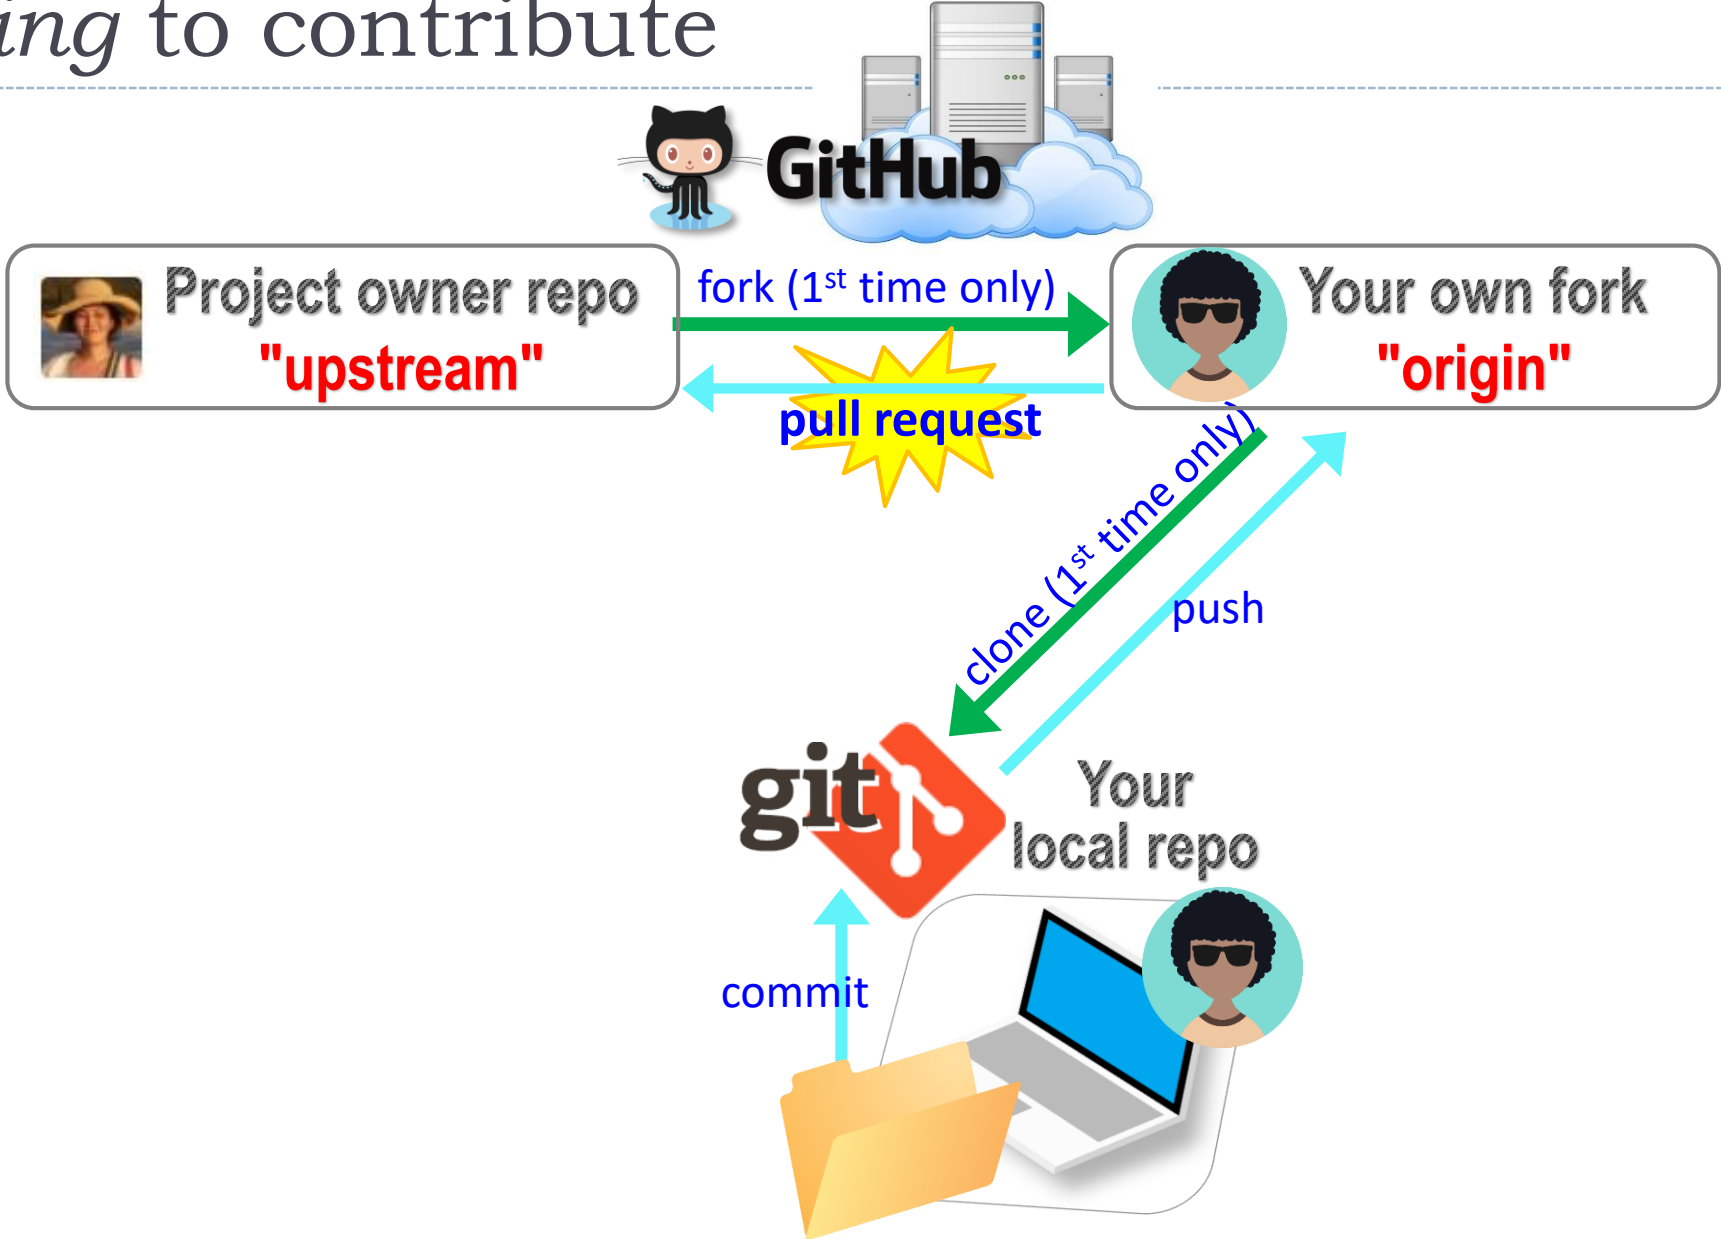 ing to contribute
GitHub
Project owner repo
"upstream"
fork (1st time only)
Your own fork
"origin"
pull request
clone (1st time only)
push
git
Your
local repo
commit